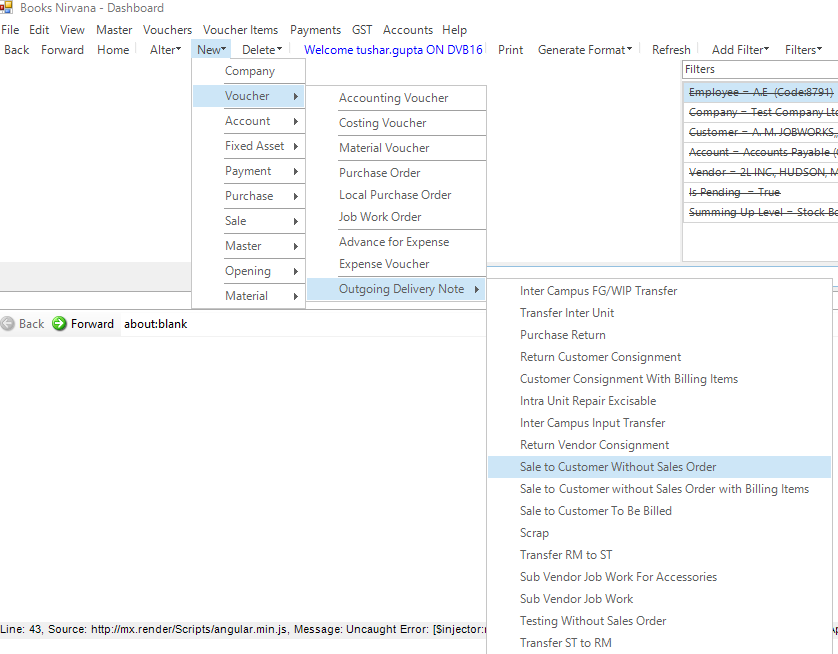 Books Nirvana - Dashboard
File Edit View Master Vouchers Voucher Items Payments GST Accounts Help
Back Forward Home Alter New Delete Welcome tushar.gupta ON DVB16 Print Generate Format Refresh Add Filter Filters
Company
Voucher
Account
Fixed Asset
Payment
Purchase
Sale
Master
Opening
Material
Accounting Voucher
Costing Voucher
Material Voucher
Purchase Order
Local Purchase Order
Job Work Order
Advance for Expense
Expense Voucher
Outgoing Delivery Note
Inter Campus FG/WIP Transfer
Transfer Inter Unit
Purchase Return
Return Customer Consignment
Customer Consignment With Billing Items
Intra Unit Repair Excisable
Inter Campus Input Transfer
Return Vendor Consignment
Sale to Customer Without Sales Order
Sale to Customer without Sales Order with Billing Items
Sale to Customer To Be Billed
Scrap
Transfer RM to ST
Sub Vendor Job Work For Accessories
Sub Vendor Job Work
Testing Without Sales Order
Transfer ST to RM
Filters
Employee = A.E (Code:8791)
Company = Test Company Ltd
Customer = A. M. JOBWORKS,
Account = Accounts Payable (
Vendor = 2L INC., HUDSON, M
Is Pending = True
Summing Up Level = Stock Bo
Back Forward about:blank
Line: 43, Source: http://mx.render/Scripts/angular.min.js, Message: Uncaught Error: [$injector: